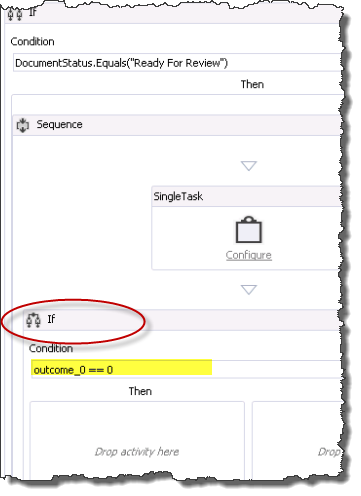 If
Condition
DocumentStatus.Equals("Ready For Review")
Then
Sequence
SingleTask
Configure
If
Condition
outcome_0 == 0
Then
Drop activity here
Drop